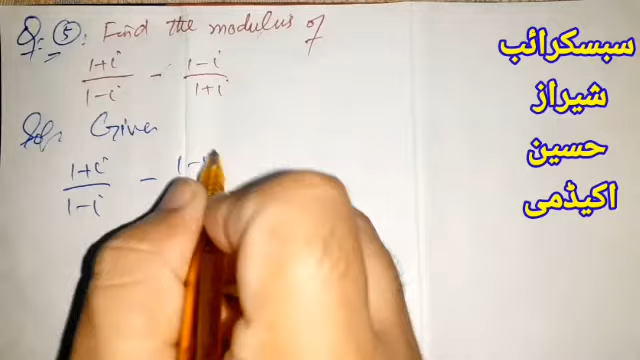 Q: 5: Find the modulus of
1+i/1-i - 1-i/1+i
Sol: Given
1+i/1-i - 1-i
سبسکرائب
شیراز
حسین
اکیڈمی